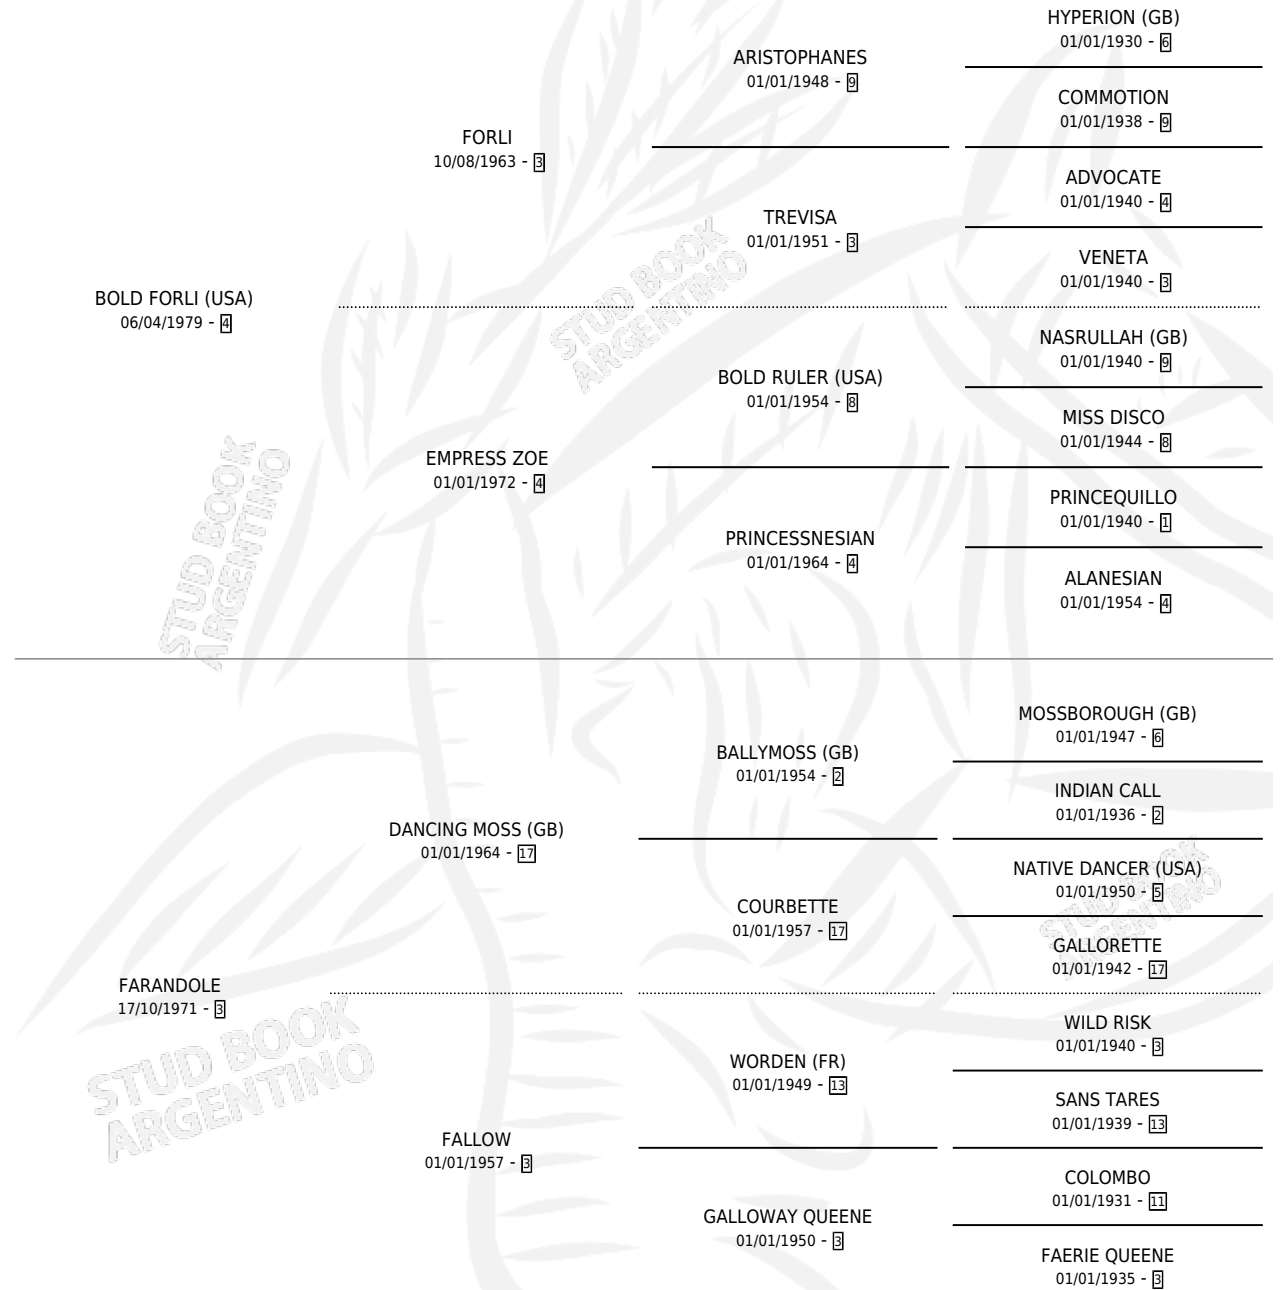 HYPERION (GB)
01/01/1930 - 6
ARISTOPHANES
01/01/1948 - 9
COMMOTION
01/01/1938 - 9
FORLI
10/08/1963 - 3
ADVOCATE
01/01/1940 - 4
TREVISA
01/01/1951 - 3
VENETA
01/01/1940 - 3
BOLD FORLI (USA)
06/04/1979 - 4
NASRULLAH (GB)
01/01/1940 - 9
BOLD RULER (USA)
01/01/1954 - 8
MISS DISCO
01/01/1944 - 8
EMPRESS ZOE
01/01/1972 - 4
PRINCEQUILLO
01/01/1940 - 1
PRINCESSNESIAN
01/01/1964 - 4
ALANESIAN
01/01/1954 - 4
MOSSBOROUGH (GB)
01/01/1947 - 6
BALLYMOSS (GB)
01/01/1954 - 2
INDIAN CALL
01/01/1936 - 2
DANCING MOSS (GB)
01/01/1964 - 17
NATIVE DANCER (USA)
01/01/1950 - 5
COURBETTE
01/01/1957 - 17
GALLORETTE
01/01/1942 - 17
FARANDOLE
17/10/1971 - 3
WILD RISK
01/01/1940 - 3
WORDEN (FR)
01/01/1949 - 13
SANS TARES
01/01/1939 - 13
FALLOW
01/01/1957 - 3
COLOMBO
01/01/1931 - 11
GALLOWAY QUEENE
01/01/1950 - 3
FAERIE QUEENE
01/01/1935 - 3
STUD BOOK
ARGENTINO
STUD BOOK
ARGENTINO
STUD BOOK
ARGENTINO
STUD BOOK
ARGENTINO